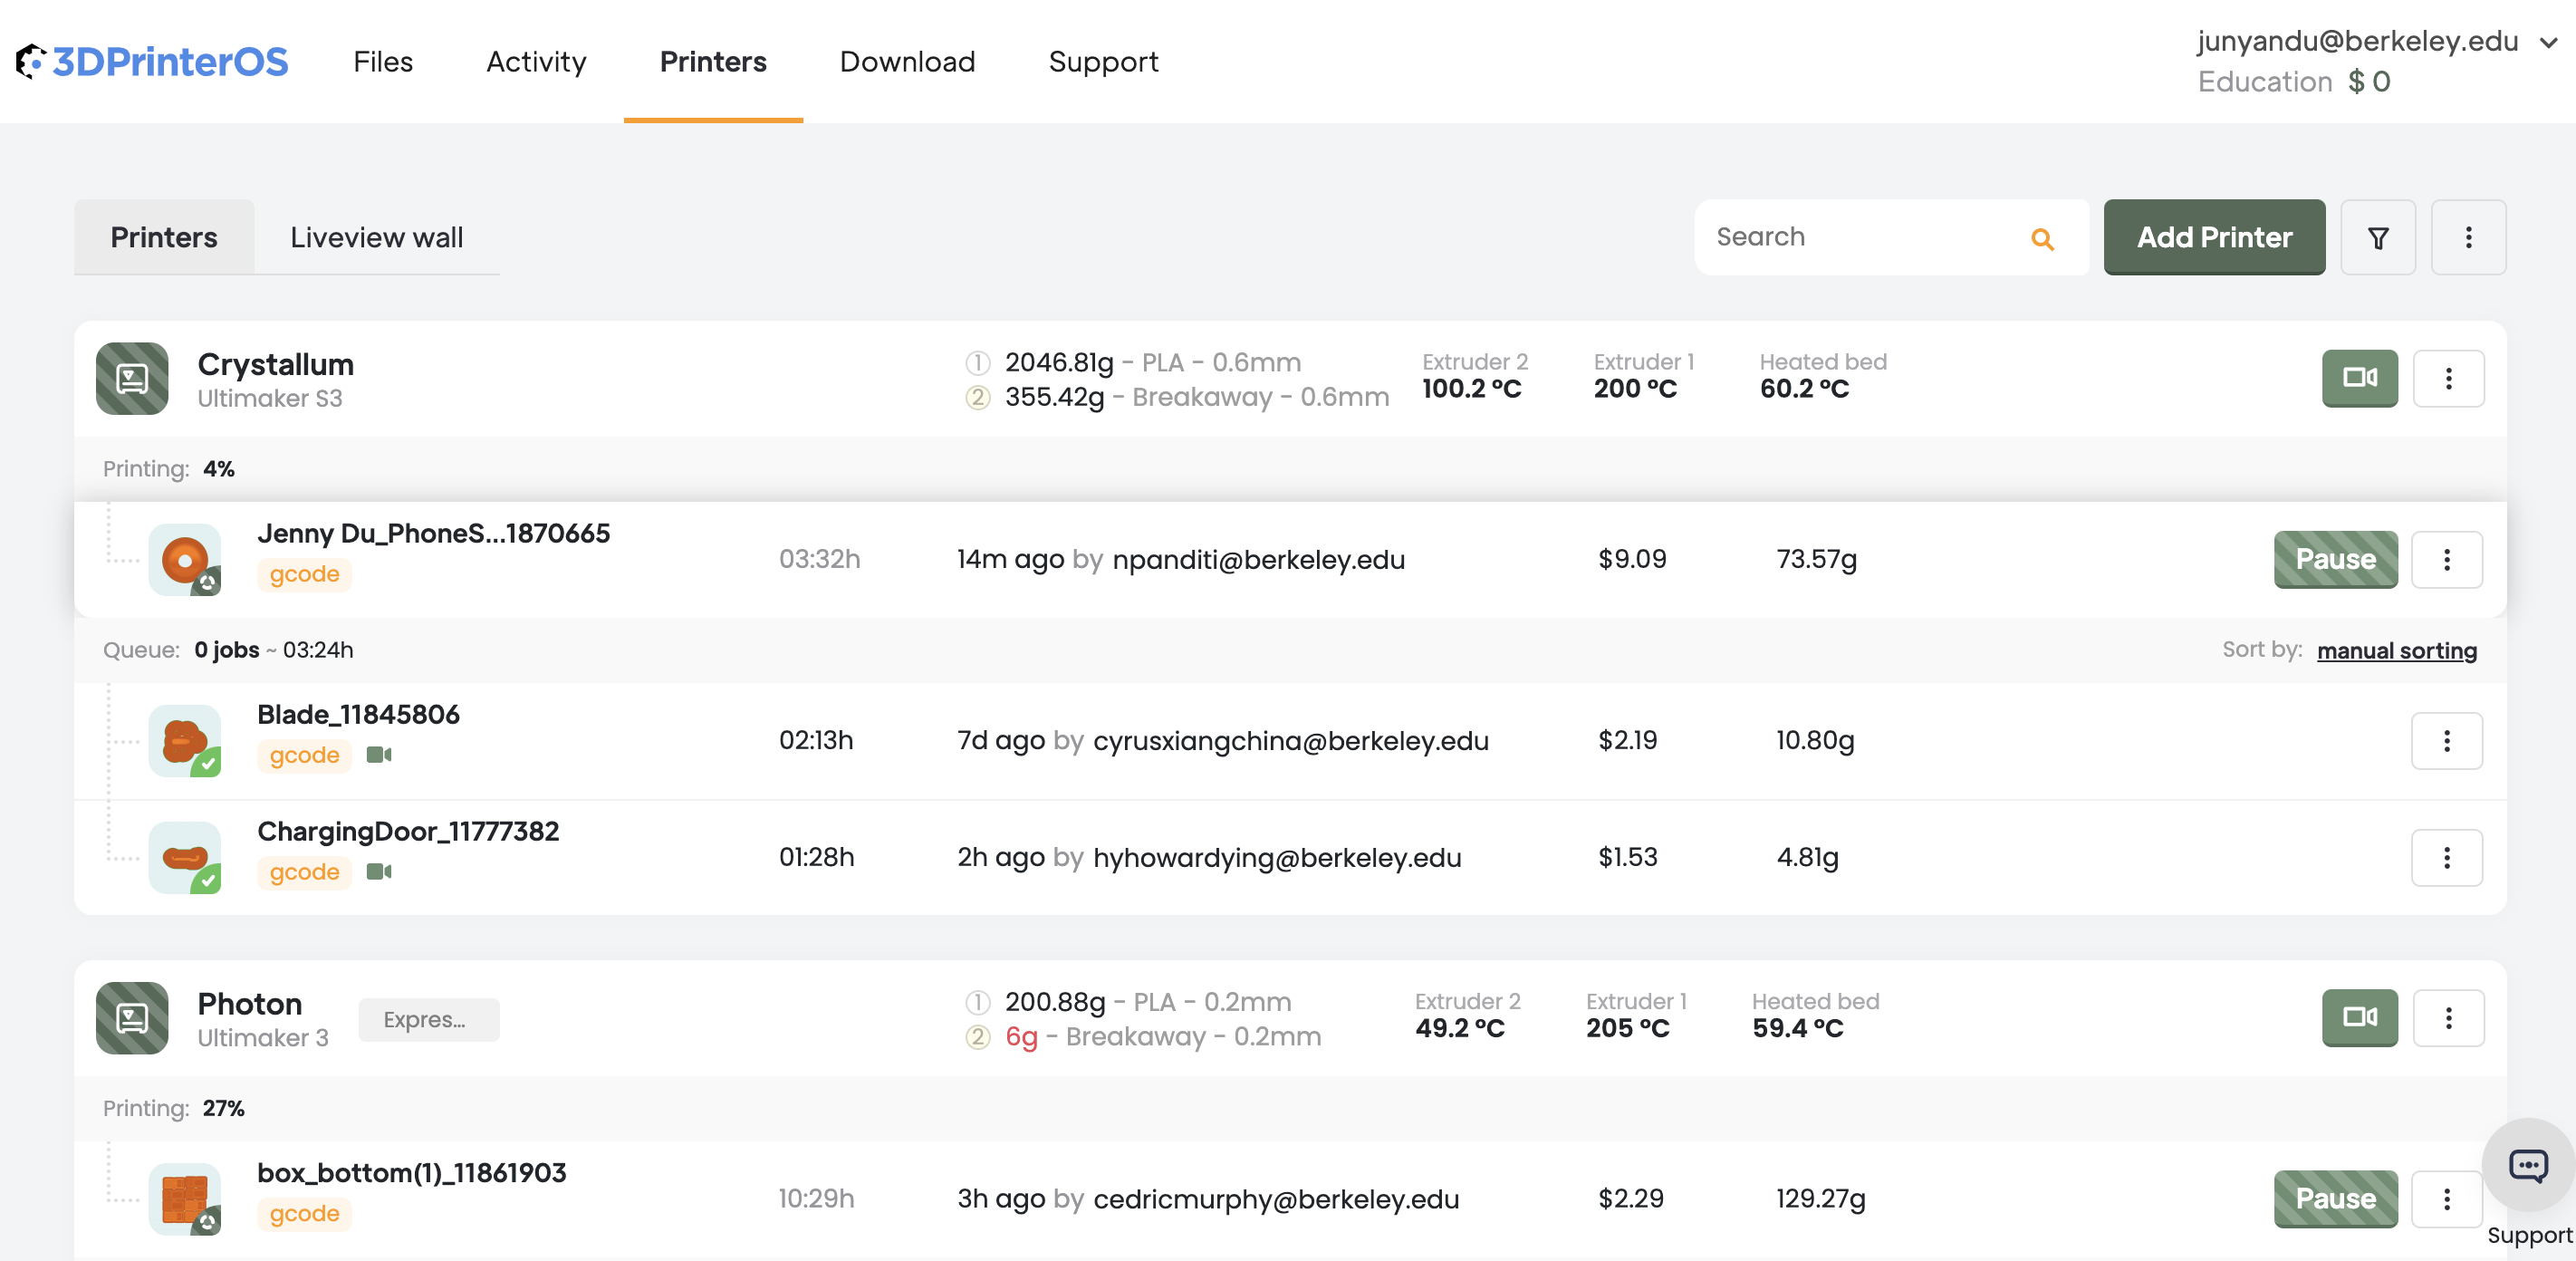 3DPrinterOS Files Activity Printers Download Support junyandu@berkeley.edu
Education $ 0
Printers Liveview wall Search Add Printer
Crystallum
Ultimaker S3
1 2046.81g - PLA - 0.6mm
2 355.42g - Breakaway - 0.6mm
Extruder 2
100.2 °C
Extruder 1
200 °C
Heated bed
60.2 °C
Printing: 4%
Jenny Du_PhoneS...1870665
gcode
03:32h 14m ago by npanditi@berkeley.edu $9.09 73.57g Pause
Queue: 0 jobs ~ 03:24h Sort by: manual sorting
Blade_11845806
gcode
02:13h 7d ago by cyrusxiangchina@berkeley.edu $2.19 10.80g
ChargingDoor_11777382
gcode
01:28h 2h ago by hyhowardying@berkeley.edu $1.53 4.81g
Photon
Ultimaker 3
Expres...
1 200.88g - PLA - 0.2mm
2 6g - Breakaway - 0.2mm
Extruder 2
49.2 °C
Extruder 1
205 °C
Heated bed
59.4 °C
Printing: 27%
box_bottom(1)_11861903
gcode
10:29h 3h ago by cedricmurphy@berkeley.edu $2.29 129.27g Pause
Support